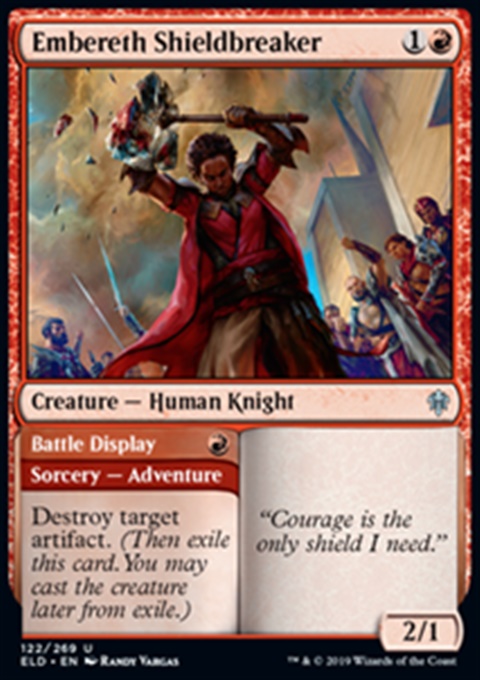 Embereth Shieldbreaker 1
Creature — Human Knight
Battle Display
Sorcery — Adventure
Destroy target
artifact. (Then exile
this card. You may
cast the creature
later from exile.)
“Courage is the
only shield I need.”
2/1
122/269 U
ELD • EN Randy Vargas
™ & © 2019 Wizards of the Coast